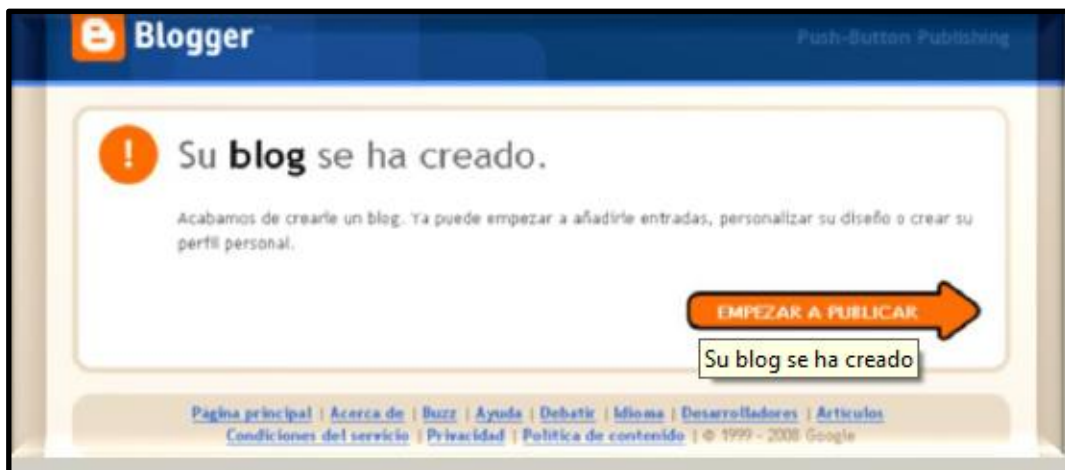 Blogger
Push-Button Publishing
Su blog se ha creado.
Acabamos de crearle un blog. Ya puede empezar a añadirle entradas, personalizar su diseño o crear su
perfil personal.
EMPEZAR A PUBLICAR
Su blog se ha creado
Página principal | Acerca de | Buzz | Ayuda | Debatir | Idioma | Desarrolladores | Artículos
Condiciones del servicio | Privacidad | Política de contenido | © 1999 - 2008 Google